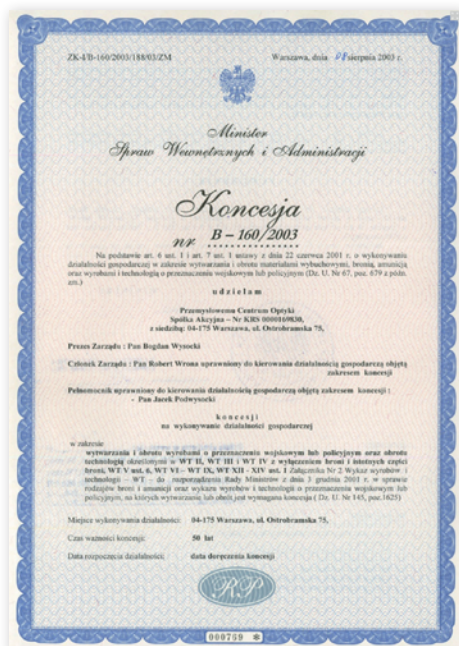 ZK-I/B-160/2003/188/03/ZM
Warszawa, dnia 08 sierpnia 2003 r.
Minister
Spraw Wewnętrznych i Administracji
Koncesja
nr B – 160/2003
Na podstawie art. 6 ust. 1 i art. 7 ust. 1 ustawy z dnia 22 czerwca 2001 r. o wykonywaniu
działalności gospodarczej w zakresie wytwarzania i obrotu materiałami wybuchowymi, bronią, amunicją
oraz wyrobami i technologią o przeznaczeniu wojskowym lub policyjnym (Dz. U. Nr 67, poz. 679 z późn.
zm.)
udzielam
Przemysłowemu Centrum Optyki
Spółka Akcyjna – Nr KRS 0000169830,
z siedzibą: 04-175 Warszawa, ul. Ostrobramska 75,
Prezes Zarządu : Pan Bogdan Wysocki
Członek Zarządu : Pan Robert Wrona uprawniony do kierowania działalnością gospodarczą objętą
zakresem koncesji
Pełnomocnik uprawniony do kierowania działalnością gospodarczą objętą zakresem koncesji :
- Pan Jacek Podwysocki
koncesji
na wykonywanie działalności gospodarczej
w zakresie
wytwarzania i obrotu wyrobami o przeznaczeniu wojskowym lub policyjnym oraz obrotu
technologią określonymi w WT II, WT III i WT IV z wyłączeniem broni i istotnych części
broni, WT V ust. 6, WT VI – WT IX, WT XII - XIV ust. 1 Załącznika Nr 2 Wykaz wyrobów i
technologii – WT - do rozporządzenia Rady Ministrów z dnia 3 grudnia 2001 r. w sprawie
rodzajów broni i amunicji oraz wykazu wyrobów i technologii o przeznaczeniu wojskowym lub
policyjnym, na których wytwarzanie lub obrót jest wymagana koncesja ( Dz. U. Nr 145, poz.1625)
Miejsce wykonywania działalności: 04-175 Warszawa, ul. Ostrobramska 75,
Czas ważności koncesji: 50 lat
Data rozpoczęcia działalności: data doręczenia koncesji
RP
000769 *